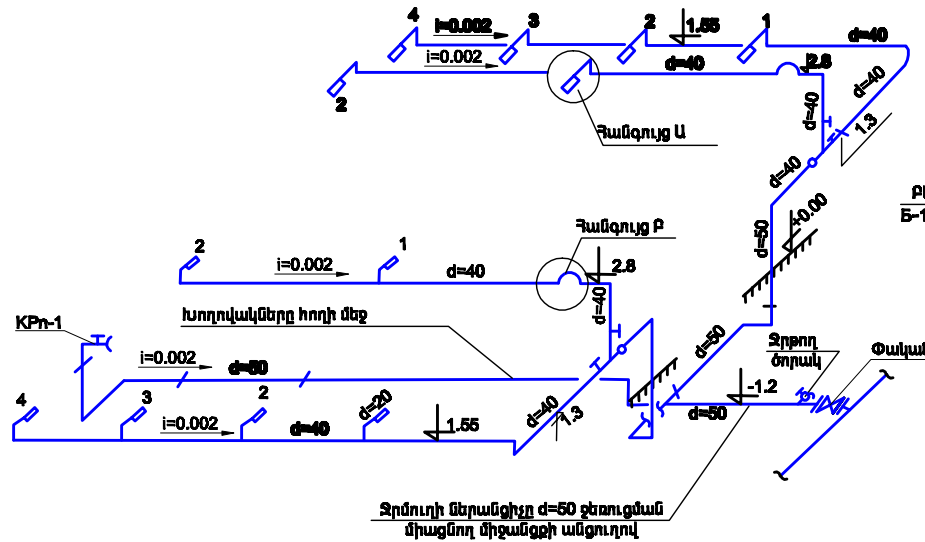 4
i=0.002
3
2
1.55
1
d=40
i=0.002
d=40
2.8
d=40
2
d=40
1.3
Հանգույց Ա
d=40
d=50
+0.00
Հանգույց Բ
2
i=0.002
1
d=40
2.8
d=40
Խողովակները հողի մեջ
КРп-1
i=0.002
d=50
d=50
Ջրթող
ծորակ
4
3
2
d=20
i=0.002
d=40
1.55
d=40
1.3
-1.2
d=50
Ջրմուղի ներանցիչը d=50 ջեռուցման
միացնող միջանցքի անցուղով